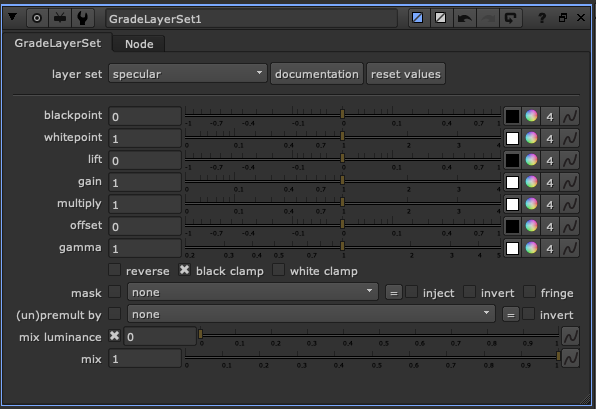 GradeLayerSet1 ?
GradeLayerSet Node
layer set specular documentation reset values
blackpoint 0 -1 -0.7 -0.4 -0.1 0 0.1 0.4 0.7 1 4
whitepoint 1 0 0.1 0.4 0.7 1 2 3 4 4
lift 0 -1 -0.7 -0.4 -0.1 0 0.1 0.4 0.7 1 4
gain 1 0 0.1 0.4 0.7 1 2 3 4 4
multiply 1 0 0.1 0.4 0.7 1 2 3 4 4
offset 0 -1 -0.7 -0.4 -0.1 0 0.1 0.4 0.7 1 4
gamma 1 0.2 0.3 0.4 0.5 0.6 1 2 3 4 5 4
reverse black clamp white clamp
mask none = inject invert fringe
(un)premult by none = invert
mix luminance 0 0 0.1 0.2 0.3 0.4 0.5 0.6 0.7 0.8 0.9 1
mix 1 0 0.1 0.2 0.3 0.4 0.5 0.6 0.7 0.8 0.9 1